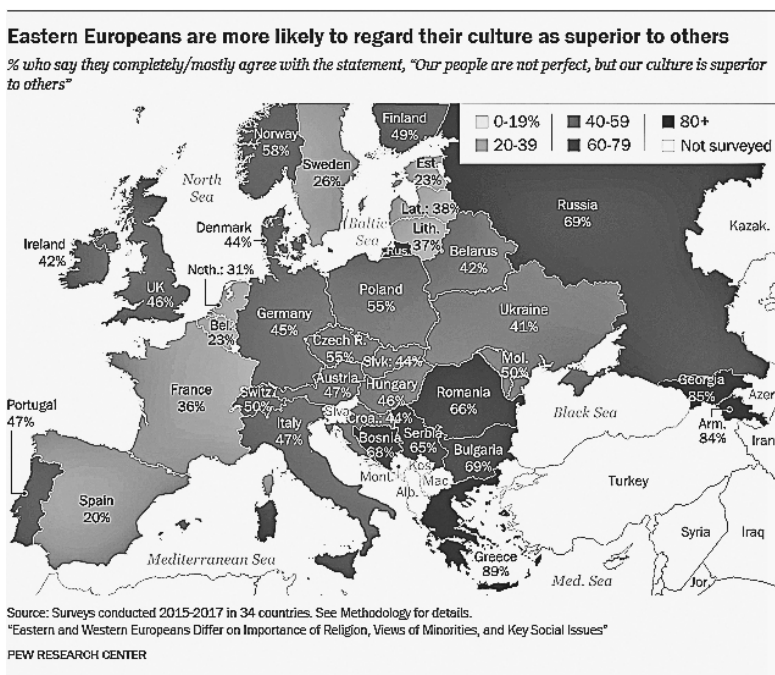 Eastern Europeans are more likely to regard their culture as superior to others
% who say they completely/mostly agree with the statement, "Our people are not perfect, but our culture is superior
to others"
0-19%
20-39
40-59
60-79
80+
Not surveyed
Finland
49%
Norway
58%
Sweden
26%
Est.
23%
North
Sea
Russia
69%
Lat.: 38%
Baltic
Sea
Denmark
44%
Lith.
37%
Kazak.
Ireland
42%
Rus.
Belarus
42%
Neth.: 31%
UK
46%
Poland
55%
Ukraine
41%
Germany
45%
Bel.
23%
Czech R.
55%
Slvk: 44%
Mol.
50%
Austria
47%
Hungary
46%
Georgia
85%
France
36%
Switz.
50%
Romania
66%
Azer
Portugal
47%
Slva
Croa.: 44%
Italy
47%
Black Sea
Arm.
84%
Bosnia
68%
Serbia
65%
Iran
Bulgaria
69%
Kos.
Mont.
Mac
Alb.
Turkey
Spain
20%
Syria
Iraq
Mediterranean Sea
Greece
89%
Med. Sea
Jor.
Source: Surveys conducted 2015-2017 in 34 countries. See Methodology for details.
"Eastern and Western Europeans Differ on Importance of Religion, Views of Minorities, and Key Social Issues"
PEW RESEARCH CENTER